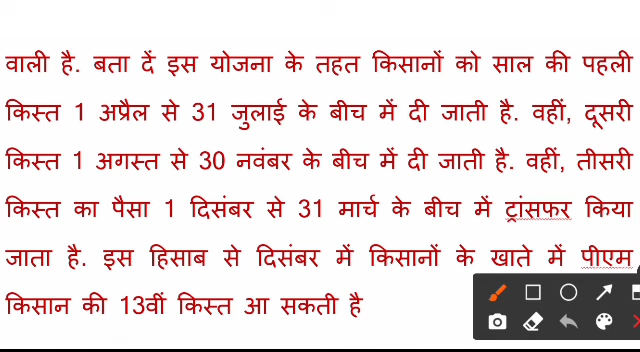 वाली है. बता दें इस योजना के तहत किसानों को साल की पहली
किस्त 1 अप्रैल से 31 जुलाई के बीच में दी जाती है. वहीं, दूसरी
किस्त 1 अगस्त से 30 नवंबर के बीच में दी जाती है. वहीं, तीसरी
किस्त का पैसा 1 दिसंबर से 31 मार्च के बीच में ट्रांसफर किया
जाता है. इस हिसाब से दिसंबर में किसानों के खाते में पीएम
किसान की 13वीं किस्त आ सकती है